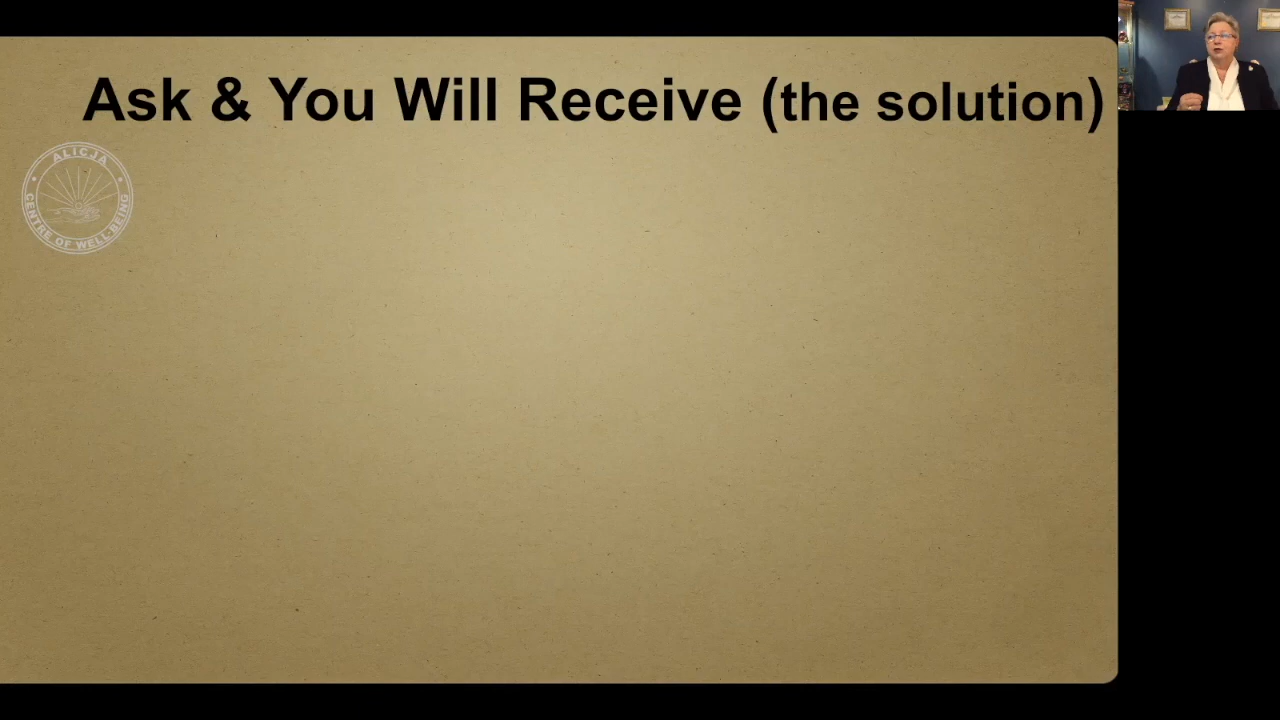 Ask & You Will Receive (the solution)
ALICJA
CENTRE OF WELL-BEING